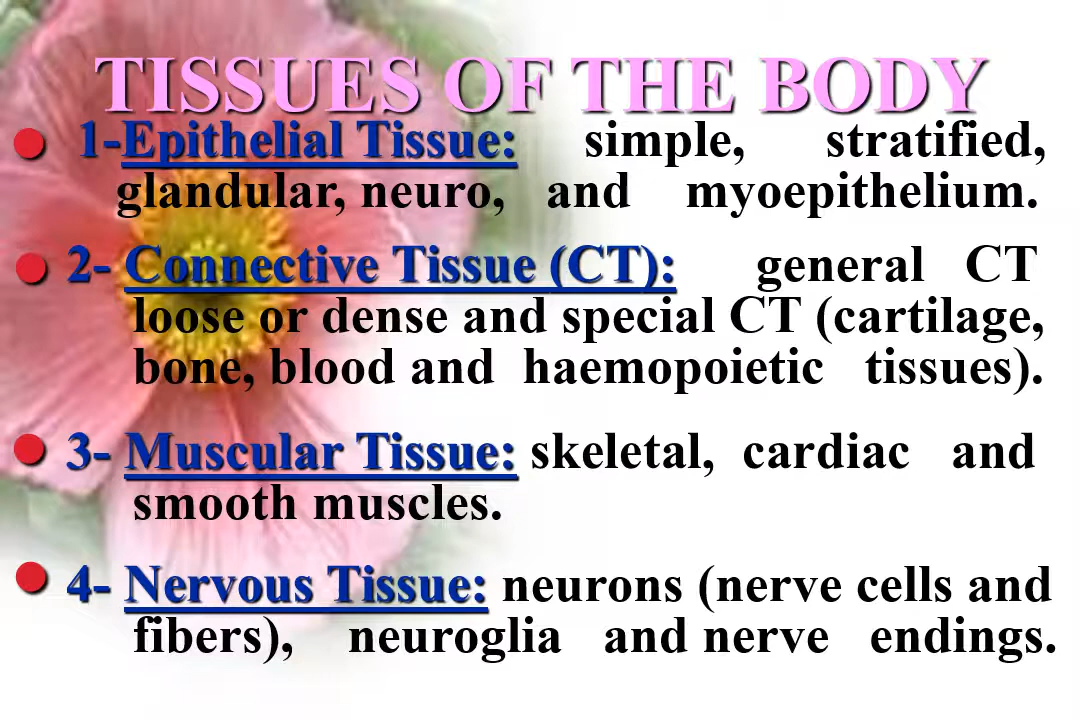 TISSUES OF THE BODY
1-Epithelial Tissue: simple, stratified,
glandular, neuro, and myoepithelium.
2- Connective Tissue (CT): general CT
loose or dense and special CT (cartilage,
bone, blood and haemopoietic tissues).
3- Muscular Tissue: skeletal, cardiac and
smooth muscles.
4- Nervous Tissue: neurons (nerve cells and
fibers), neuroglia and nerve endings.